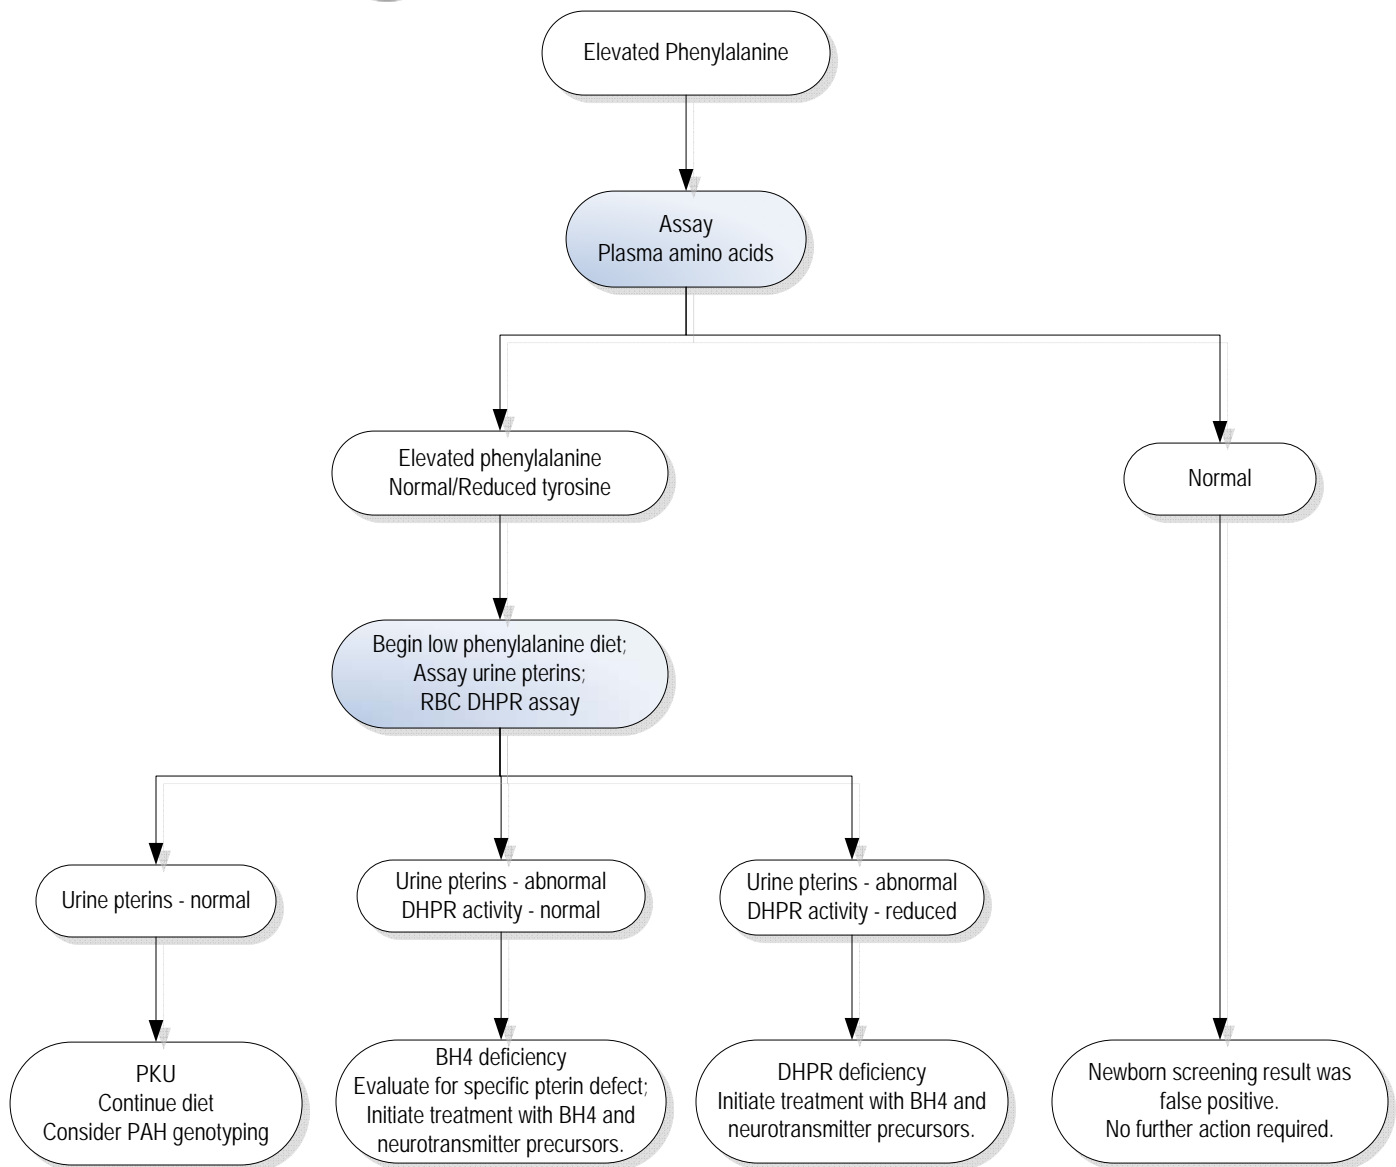 Elevated Phenylalanine
Assay
Plasma amino acids
Elevated phenylalanine
Normal/Reduced tyrosine
Normal
Begin low phenylalanine diet;
Assay urine pterins;
RBC DHPR assay
Urine pterins - normal
Urine pterins - abnormal
DHPR activity - normal
Urine pterins - abnormal
DHPR activity - reduced
PKU
Continue diet
Consider PAH genotyping
BH4 deficiency
Evaluate for specific pterin defect;
Initiate treatment with BH4 and
neurotransmitter precursors.
DHPR deficiency
Initiate treatment with BH4 and
neurotransmitter precursors.
Newborn screening result was
false positive.
No further action required.